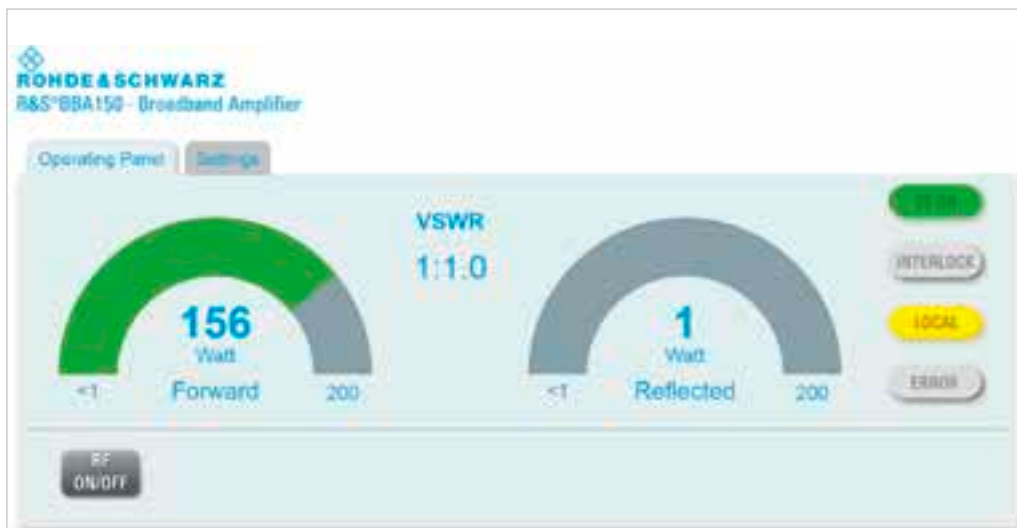 ROHDE & SCHWARZ
R&S®BBA150 - Broadband Amplifier
Operating Panel
Settings
VSWR
1:1.0
156
Watt
Forward
<1
200
1
Watt
Reflected
<1
200
INTERLOCK
LOCAL
ERROR
RF
ON/OFF